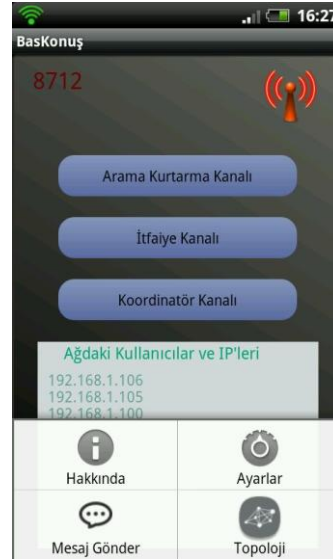 16:27
BasKonuş
8712
Arama Kurtarma Kanalı
İtfaiye Kanalı
Koordinatör Kanalı
Ağdaki Kullanıcılar ve IP'leri
192.168.1.106
192.168.1.105
192.168.1.100
Hakkında
Ayarlar
Mesaj Gönder
Topoloji